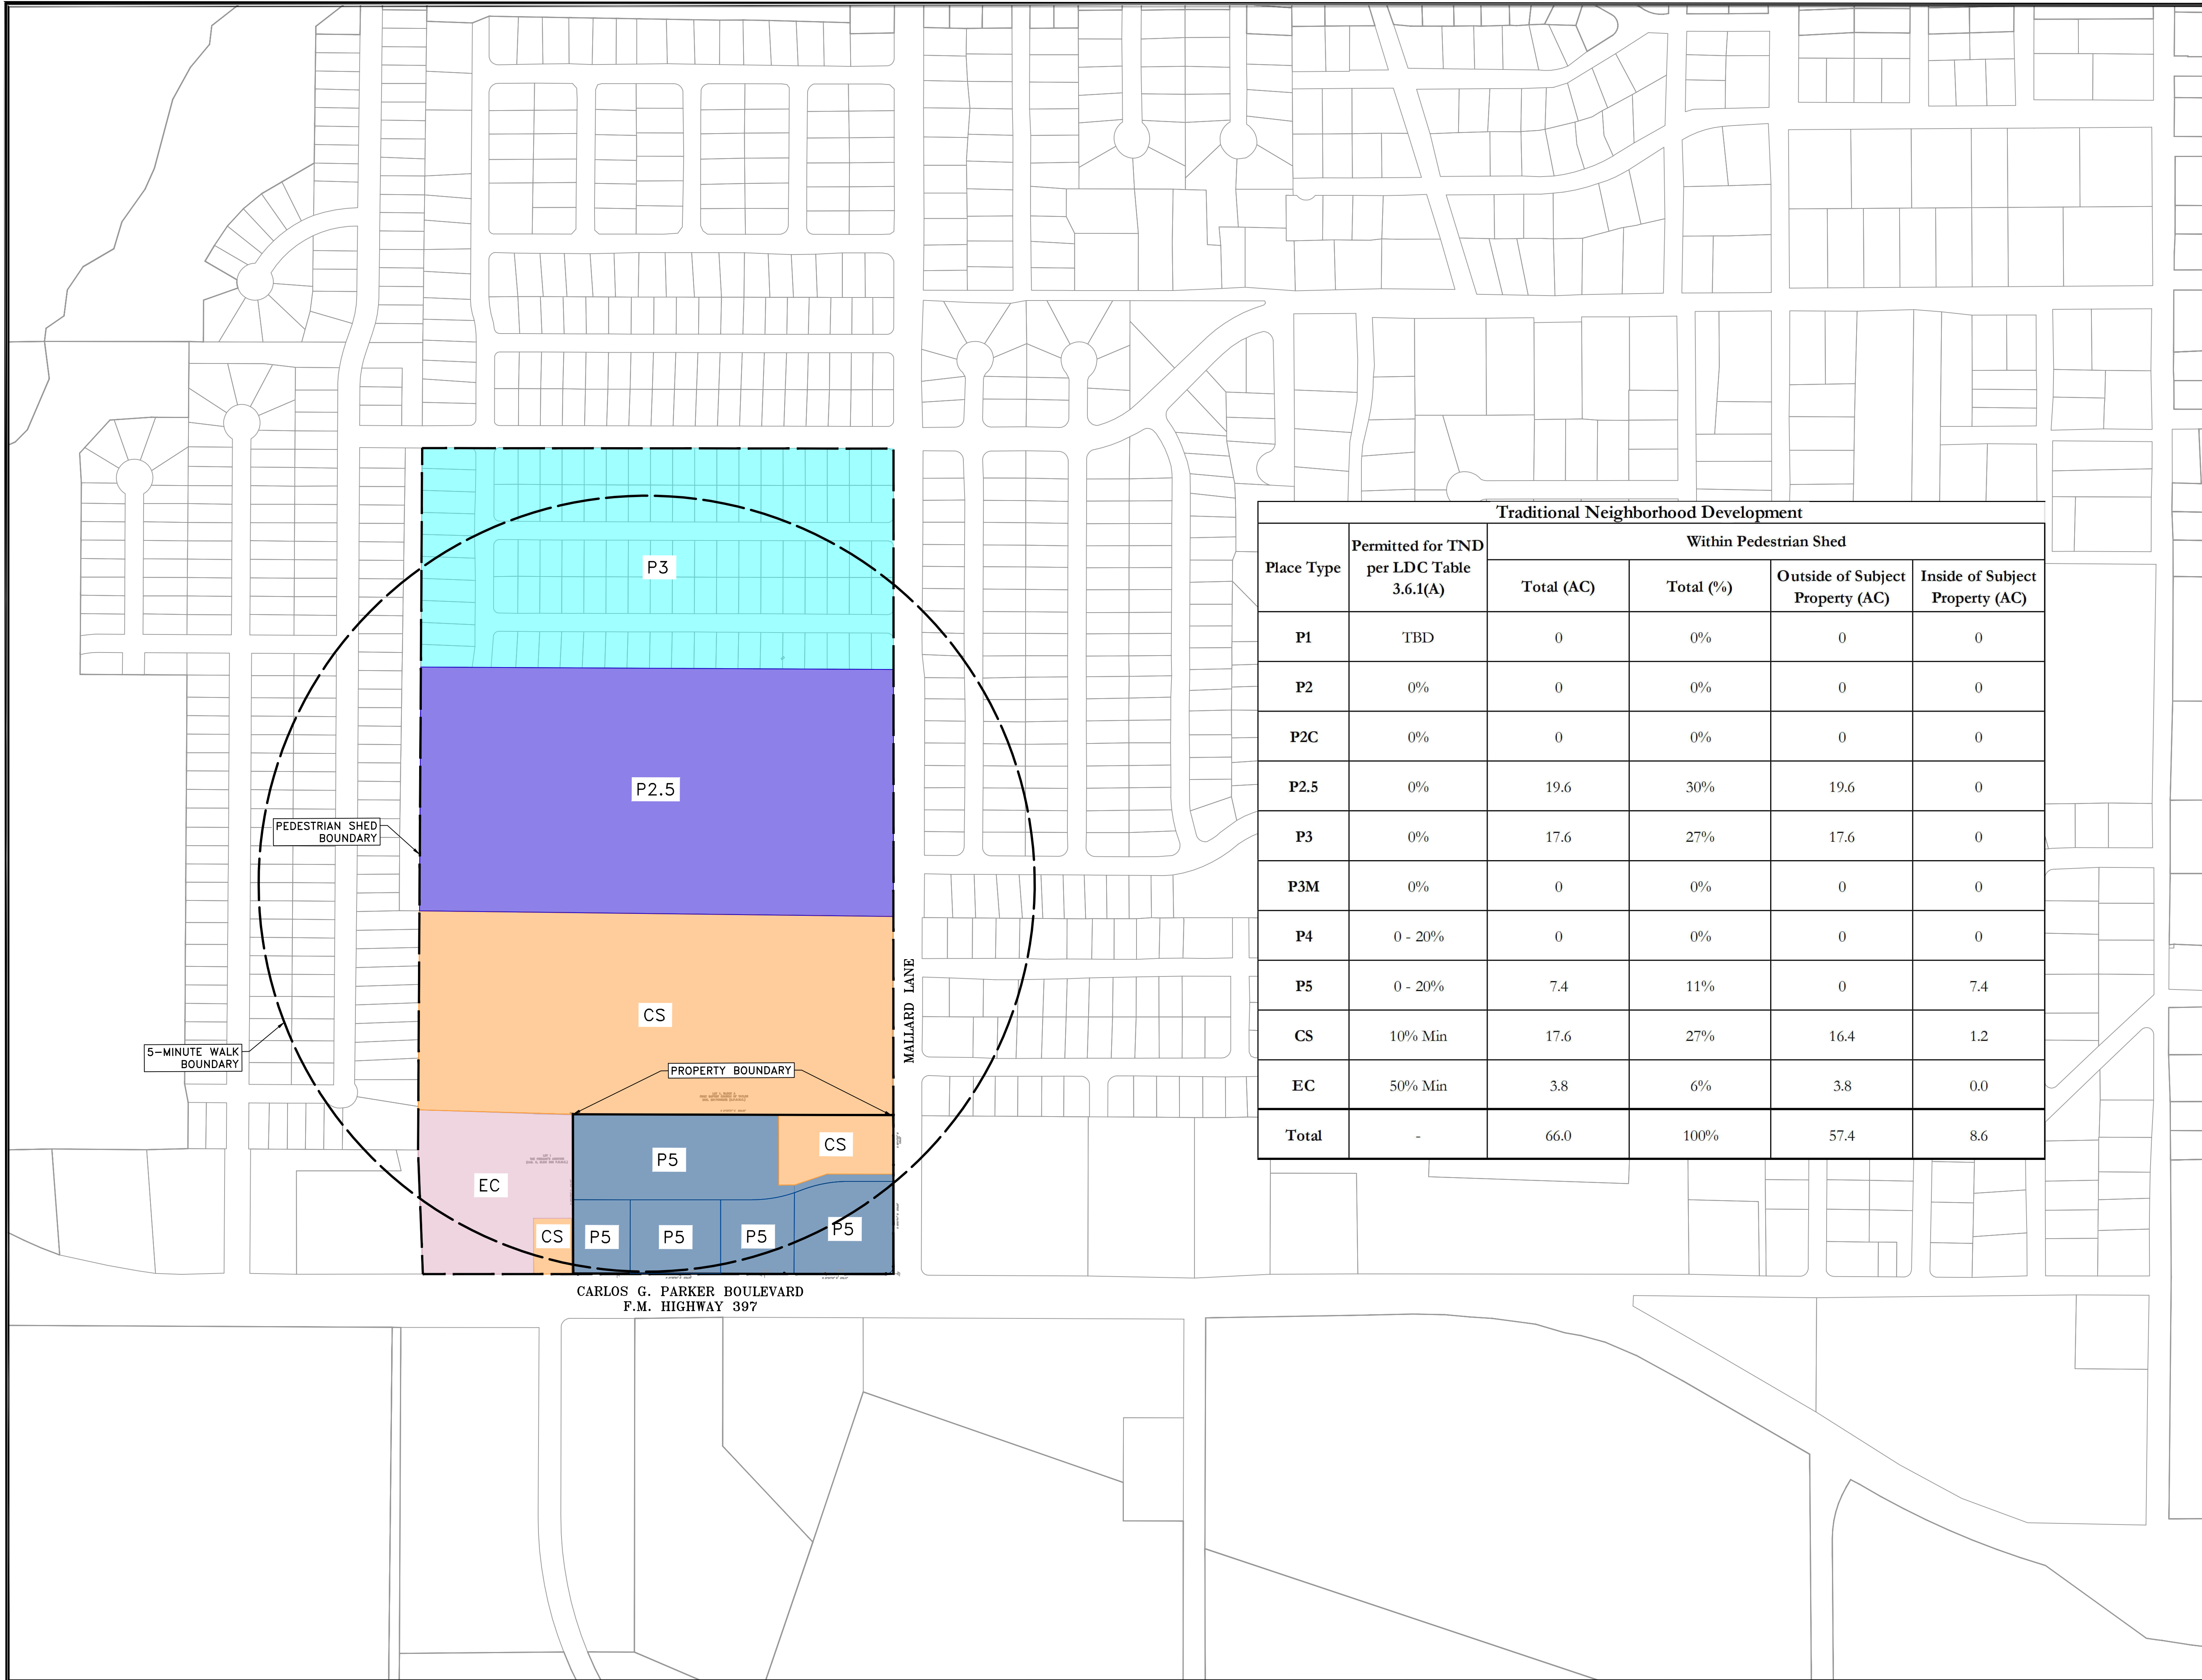 P3
P2.5
PEDESTRIAN SHED
BOUNDARY
CS
MALLARD LANE
5-MINUTE WALK
BOUNDARY
PROPERTY BOUNDARY
CS
P5
EC
CS
P5
P5
P5
P5
CARLOS G. PARKER BOULEVARD
F.M. HIGHWAY 397
Traditional Neighborhood Development
Place Type
Permitted for TND
per LDC Table
3.6.1(A)
Within Pedestrian Shed
Total (AC)
Total (%)
Outside of Subject
Property (AC)
Inside of Subject
Property (AC)
P1 TBD 0 0% 0 0
P2 0% 0 0% 0 0
P2C 0% 0 0% 0 0
P2.5 0% 19.6 30% 19.6 0
P3 0% 17.6 27% 17.6 0
P3M 0% 0 0% 0 0
P4 0 - 20% 0 0% 0 0
P5 0 - 20% 7.4 11% 0 7.4
CS 10% Min 17.6 27% 16.4 1.2
EC 50% Min 3.8 6% 3.8 0.0
Total - 66.0 100% 57.4 8.6